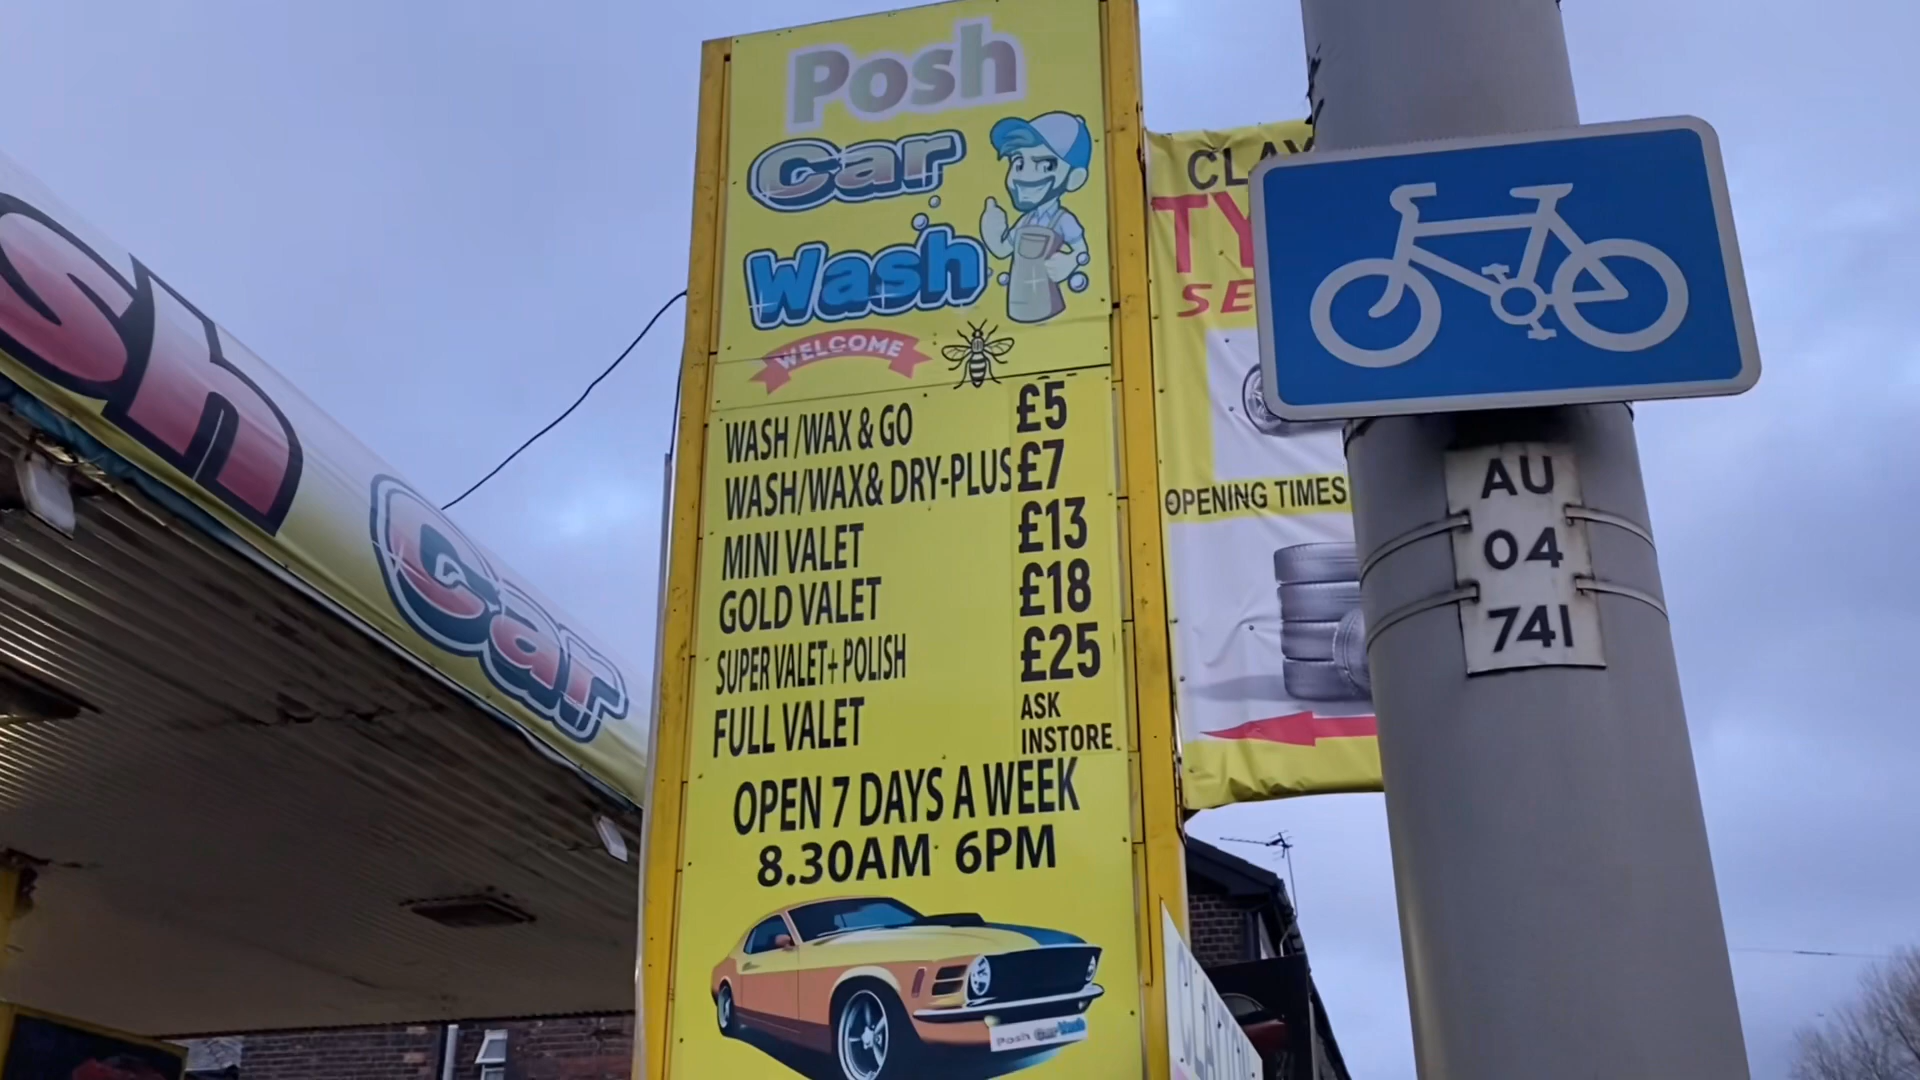 sh
Car
Posh
Car
Wash
WELCOME
WASH /WAX & GO £5
WASH/WAX& DRY-PLUS £7
MINI VALET £13
GOLD VALET £18
SUPER VALET+ POLISH £25
FULL VALET ASK INSTORE
OPEN 7 DAYS A WEEK
8.30AM 6PM
Posh Car Wash
CLAY
TY
SE
OPENING TIMES
AU
04
741